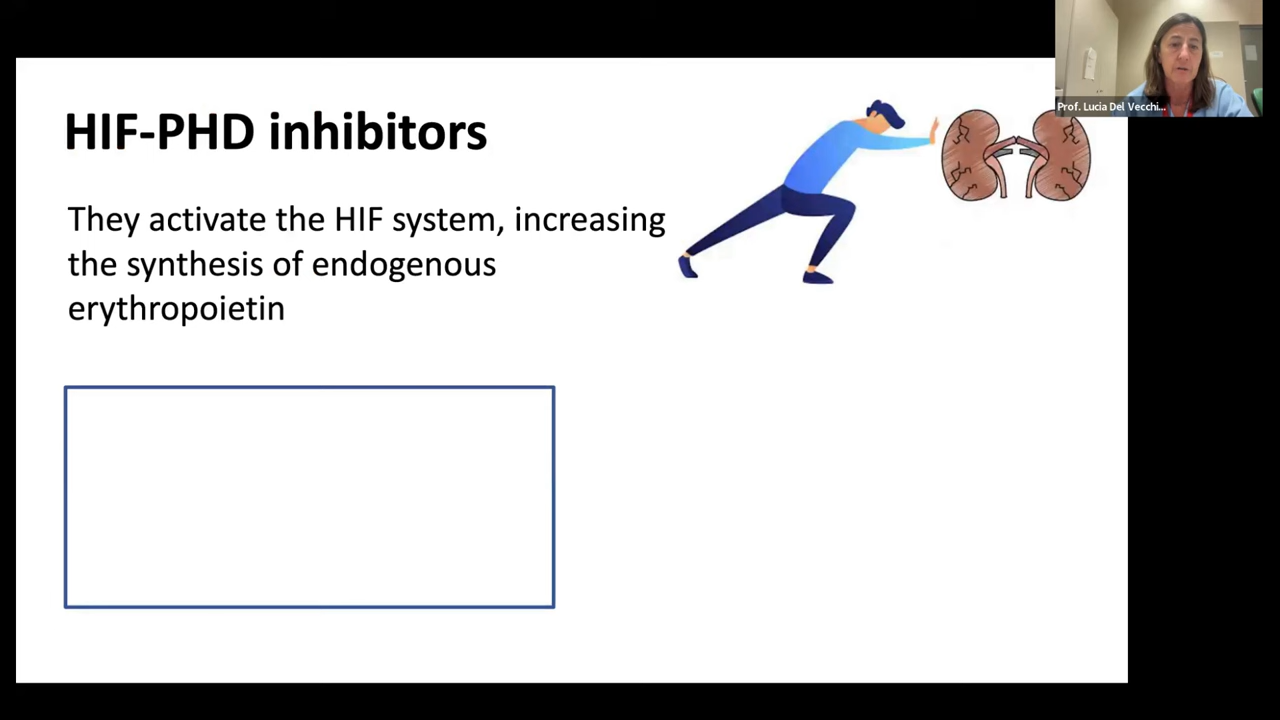 Prof. Lucia Del Vecchi...
HIF-PHD inhibitors
They activate the HIF system, increasing
the synthesis of endogenous
erythropoietin